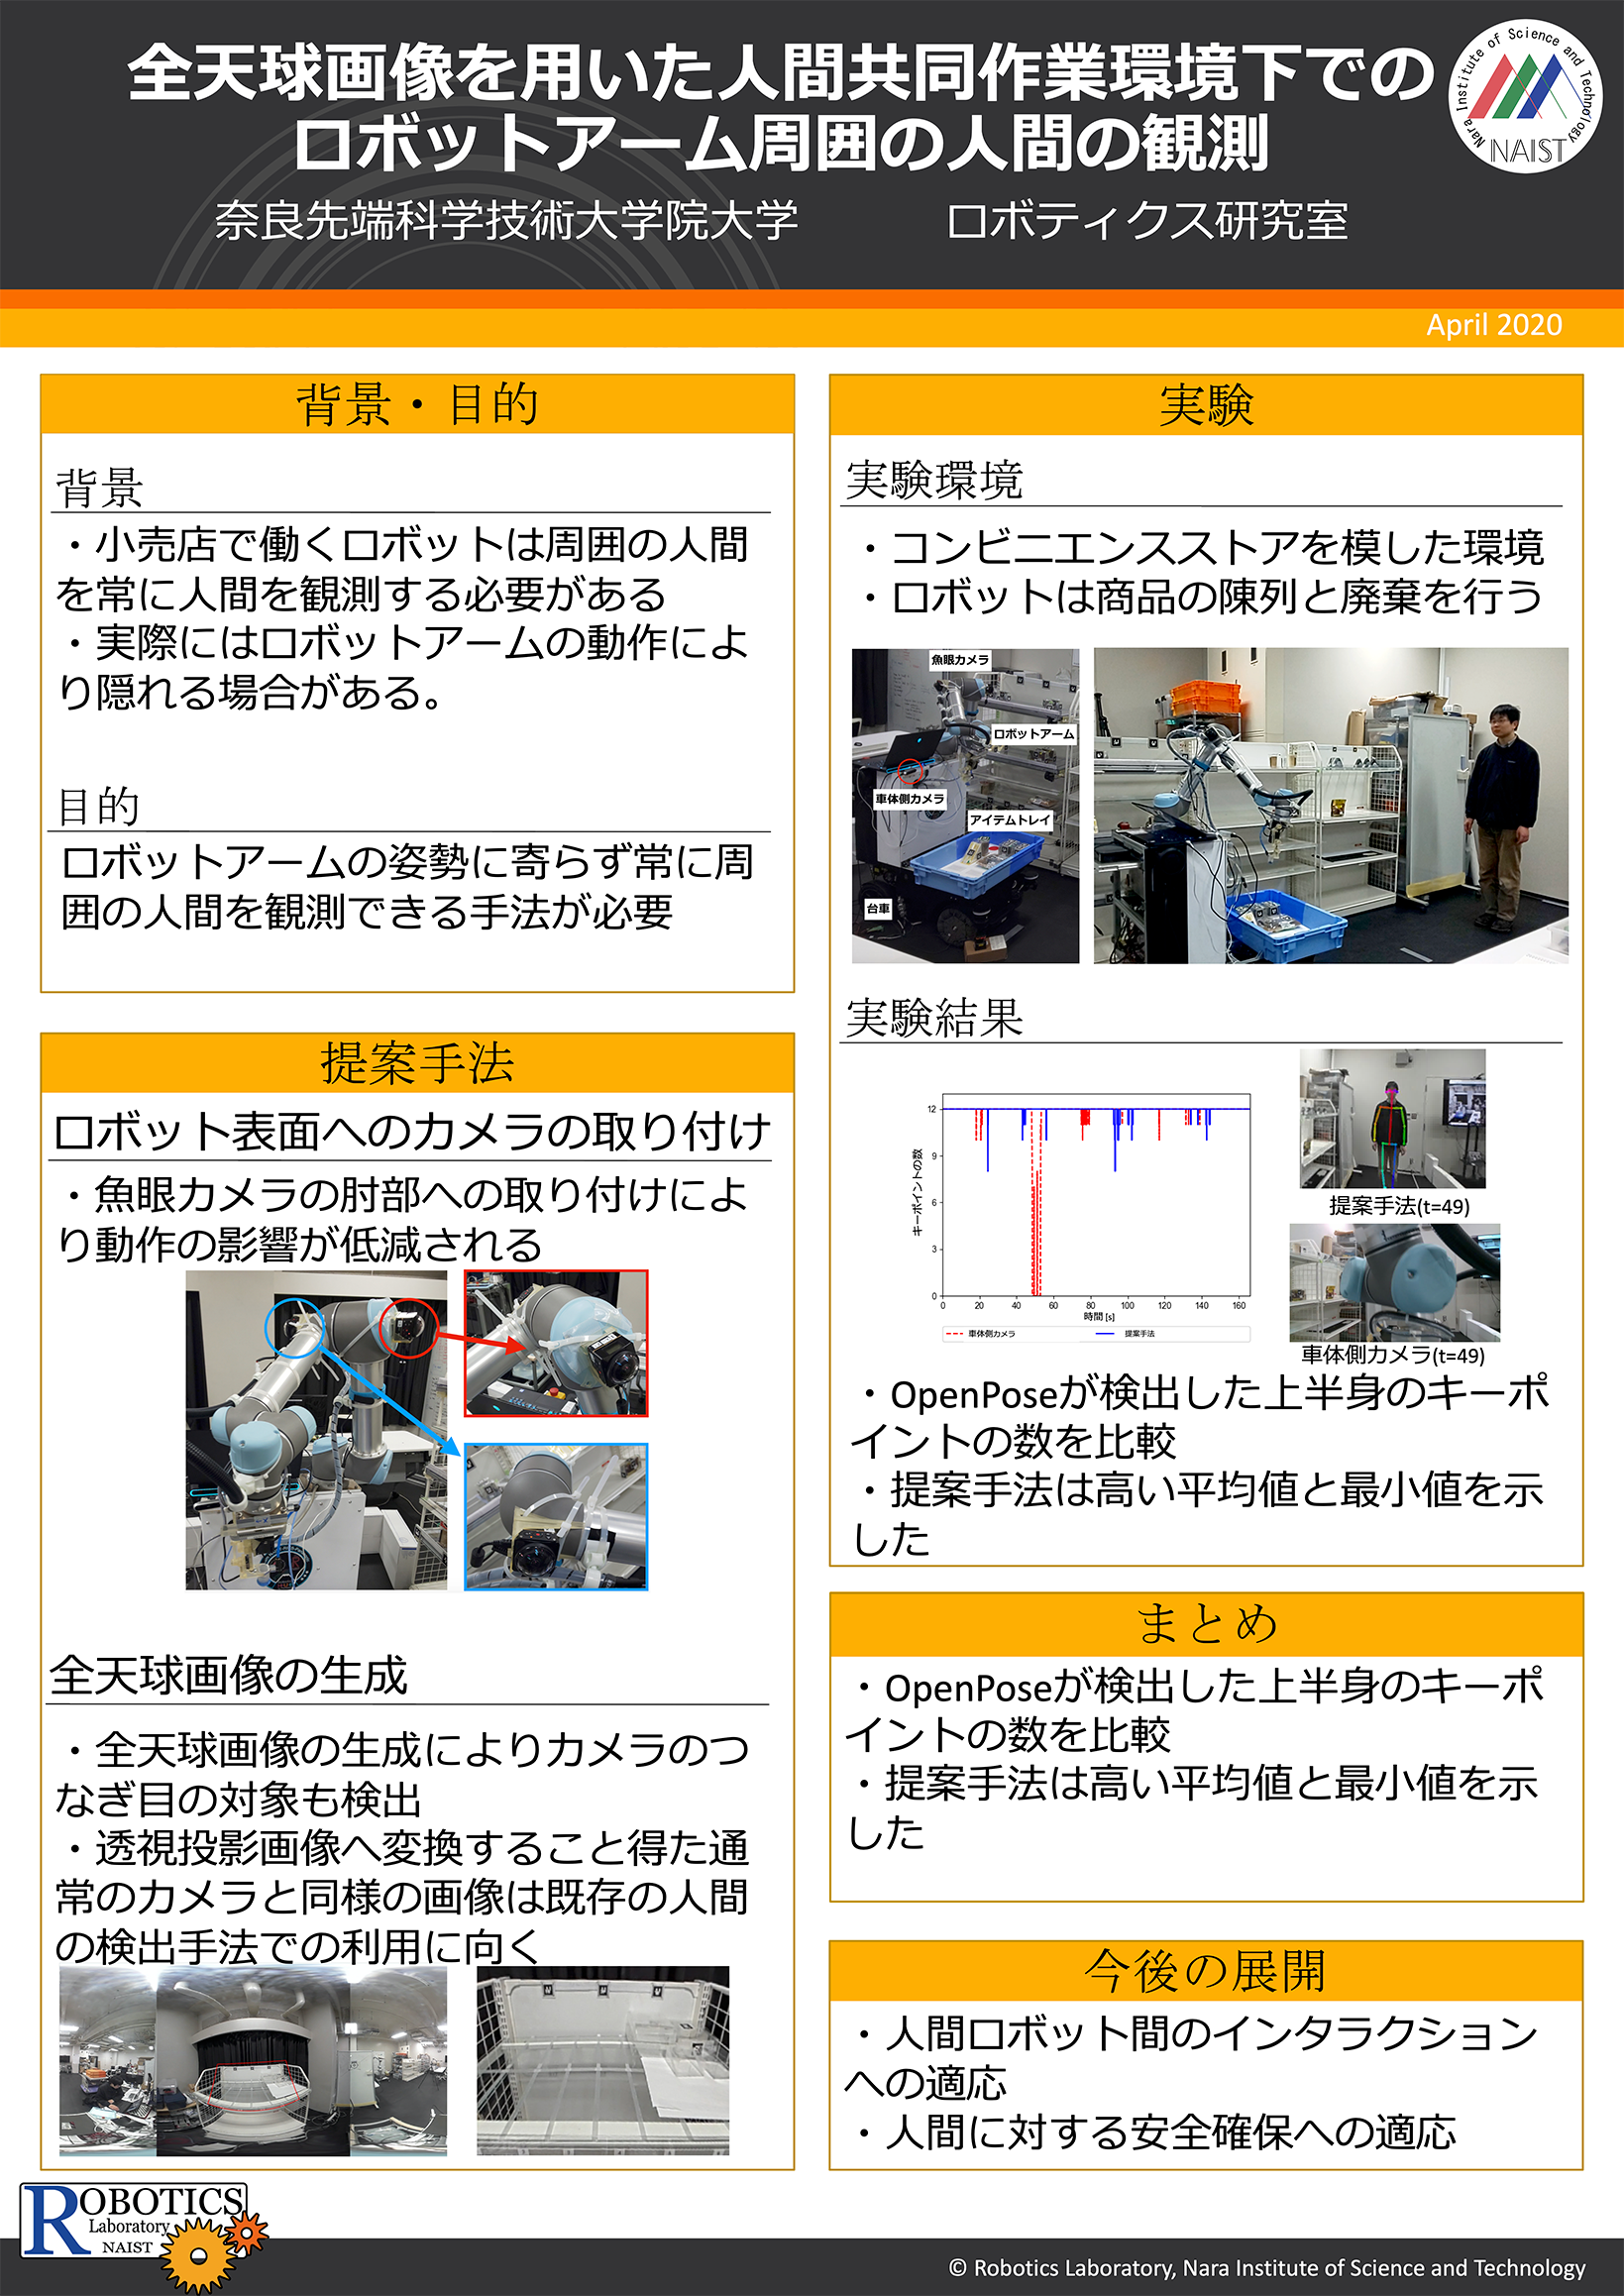 全天球画像を用いた人間共同作業環境下での
ロボットアーム周囲の人間の観測
奈良先端科学技術大学院大学 ロボティクス研究室
Nara Institute of Science and Technology
NAIST
April 2020
背景・目的
背景
・小売店で働くロボットは周囲の人間
を常に人間を観測する必要がある
・実際にはロボットアームの動作によ
り隠れる場合がある。
目的
ロボットアームの姿勢に寄らず常に周
囲の人間を観測できる手法が必要
提案手法
ロボット表面へのカメラの取り付け
・魚眼カメラの肘部への取り付けによ
り動作の影響が低減される
全天球画像の生成
・全天球画像の生成によりカメラのつ
なぎ目の対象も検出
・透視投影画像へ変換すること得た通
常のカメラと同様の画像は既存の人間
の検出手法での利用に向く
実験
実験環境
・コンビニエンスストアを模した環境
・ロボットは商品の陳列と廃棄を行う
魚眼カメラ
ロボットアーム
車体側カメラ
アイテムトレイ
台車
実験結果
キーポイントの数
12
9
6
3
0
0 20 40 60 80 100 120 140 160
時間 [s]
車体側カメラ 提案手法
提案手法(t=49)
車体側カメラ(t=49)
・OpenPoseが検出した上半身のキーポ
イントの数を比較
・提案手法は高い平均値と最小値を示
した
まとめ
・OpenPoseが検出した上半身のキーポ
イントの数を比較
・提案手法は高い平均値と最小値を示
した
今後の展開
・人間ロボット間のインタラクション
への適応
・人間に対する安全確保への適応
ROBOTICS
Laboratory
NAIST
© Robotics Laboratory, Nara Institute of Science and Technology